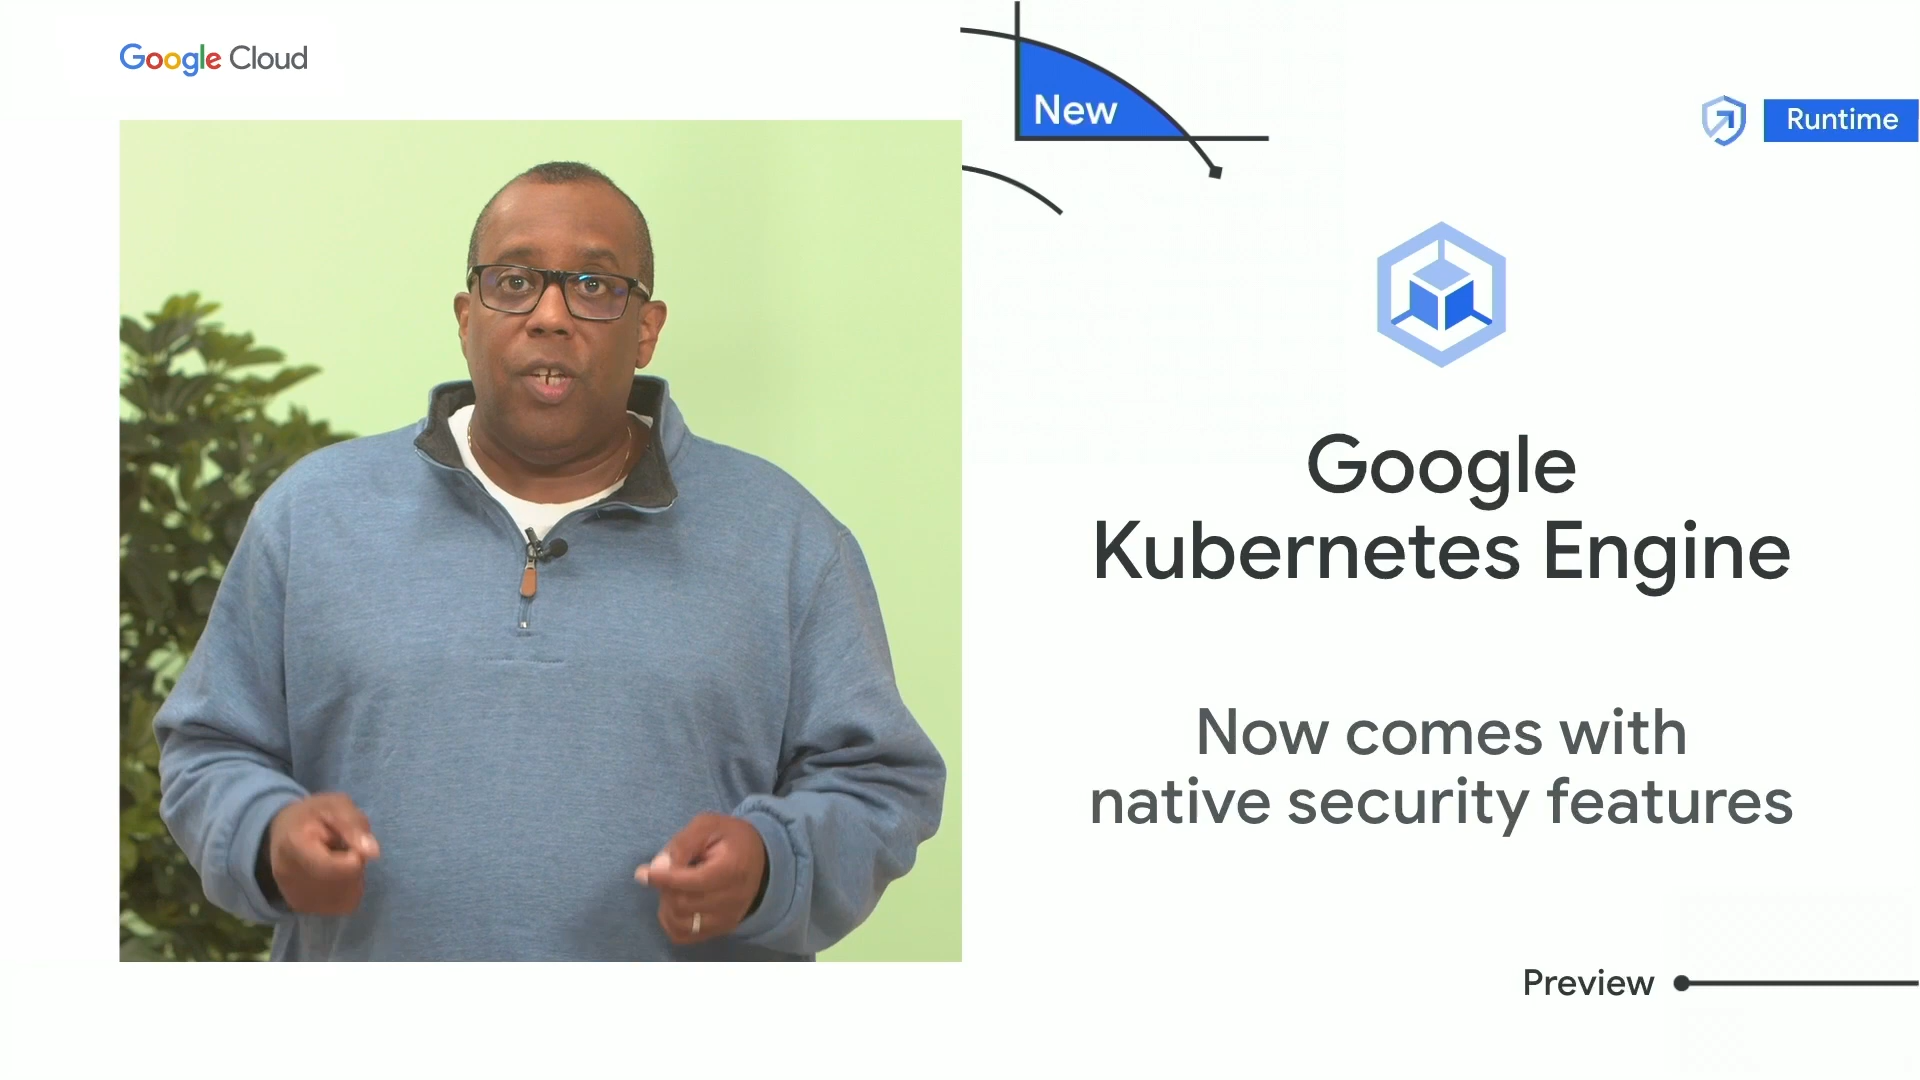 Google Cloud
New
Runtime
Google
Kubernetes Engine
Now comes with
native security features
Preview